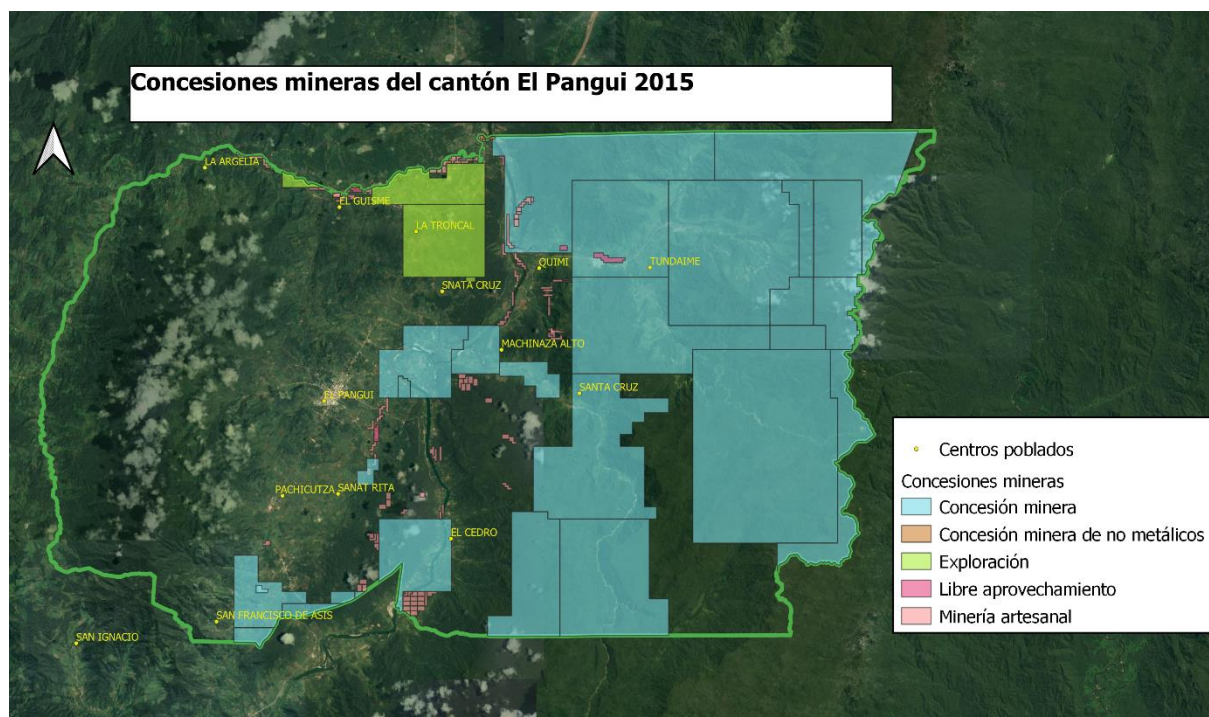 Concesiones mineras del cantón El Pangui 2015
LA ARGELIA
EL GUISME
LA TRONCAL
QUIMI
TUNDAIME
SNATA CRUZ
MACHINAZA ALTO
SANTA CRUZ
EL PANGUI
PACHICUTZA
SANAT RITA
EL CEDRO
SAN FRANCISCO DE ASIS
SAN IGNACIO
Centros poblados
Concesiones mineras
Concesión minera
Concesión minera de no metálicos
Exploración
Libre aprovechamiento
Minería artesanal